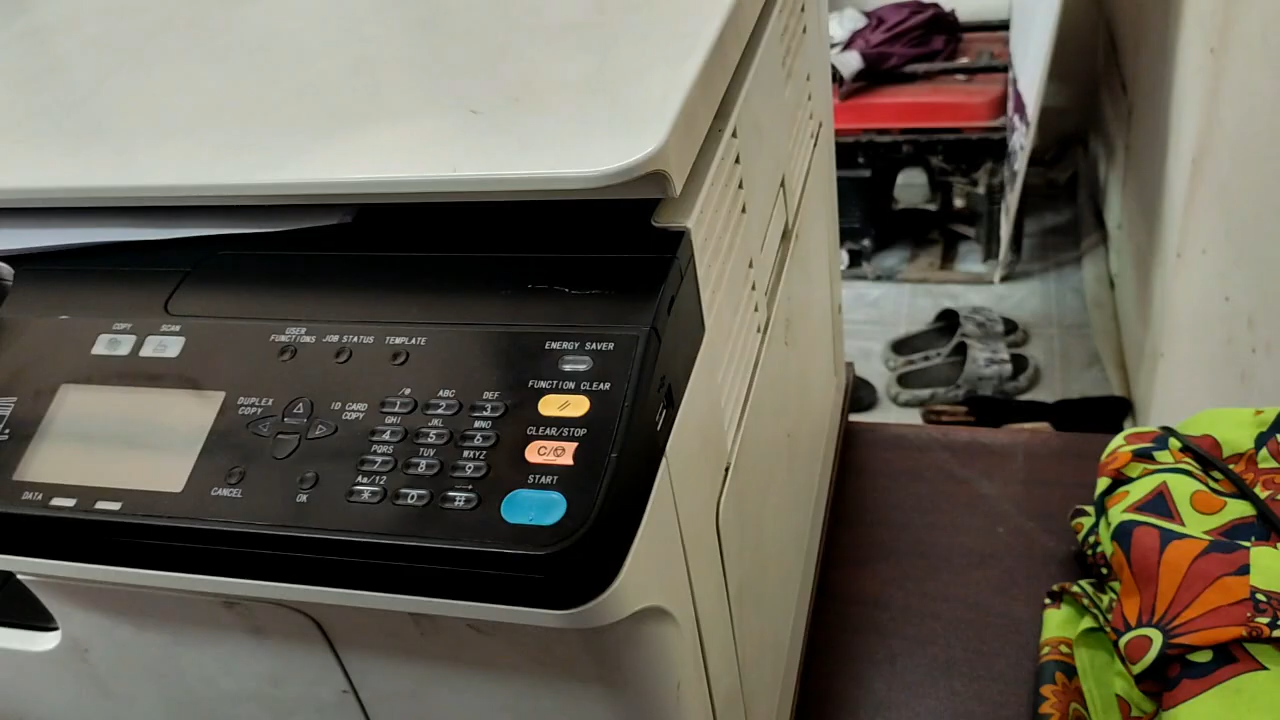 COPY SCAN
USER FUNCTIONS JOB STATUS TEMPLATE
ENERGY SAVER
FUNCTION CLEAR
DUPLEX COPY
ID CARD COPY
/@ ABC DEF
1 2 3
GHI JKL MNO
4 5 6
CLEAR/STOP
C/
PQRS TUV WXYZ
7 8 9
Aa/12
* 0 #
START
DATA
CANCEL
OK